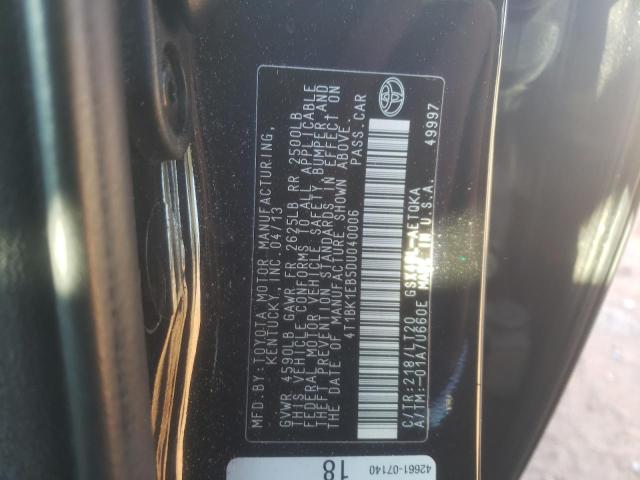 MFD.BY:TOYOTA MOTOR MANUFACTURING,
KENTUCKY, INC. 04/13
GVWR 4590LB GAWR FR 2625LB RR 2500LB
THIS VEHICLE CONFORMS TO ALL APPLICABLE
FEDERAL MOTOR VEHICLE SAFETY, BUMPER, AND
THEFT PREVENTION STANDARDS IN EFFECT ON
THE DATE OF MANUFACTURE SHOWN ABOVE.
4T1BK1EB5DU040006 PASS.CAR
C/TR:218/LT20 -AETQKA
A/TM:-01A/U660E MADE IN U.S.A. 49997
42661-07140
18